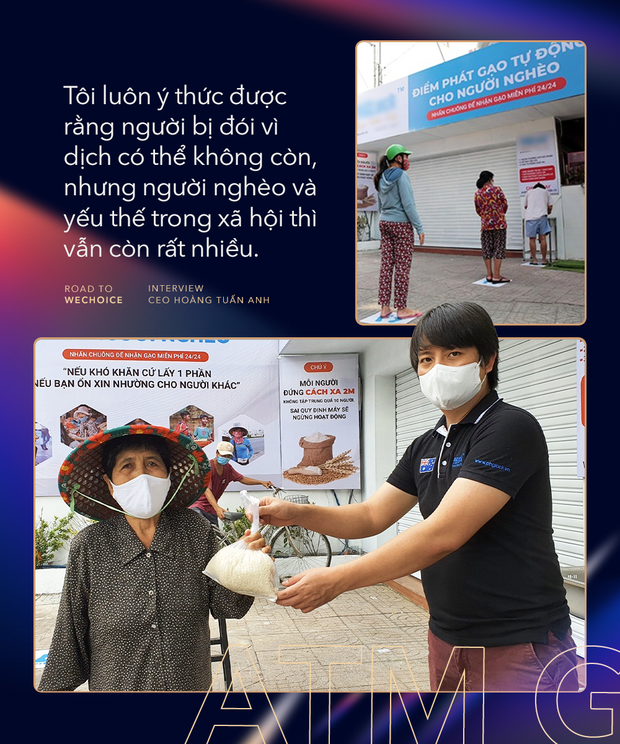 Tôi luôn ý thức được
rằng người bị đói vì
dịch có thể không còn,
nhưng người nghèo và
yếu thế trong xã hội thì
vẫn còn rất nhiều.
ROAD TO
WECHOICE
INTERVIEW
CEO HOÀNG TUẤN ANH
TM
ĐIỂM PHÁT GẠO TỰ ĐỘNG
CHO NGƯỜI NGHÈO
NHẤN CHUÔNG ĐỂ NHẬN GẠO MIỄN PHÍ 24/24
NHẤN CHUÔNG ĐỂ NHẬN GẠO MIỄN PHÍ 24/24
"NẾU KHÓ KHĂN CỨ LẤY 1 PHẦN
NẾU BẠN ỔN XIN NHƯỜNG CHO NGƯỜI KHÁC"
CHÚ Ý
MỖI NGƯỜI
ĐỨNG CÁCH XA 2M
KHÔNG TẬP TRUNG QUÁ 30 NGƯỜI
SAI QUY ĐỊNH MÁY SẼ
NGỪNG HOẠT ĐỘNG
ATM G